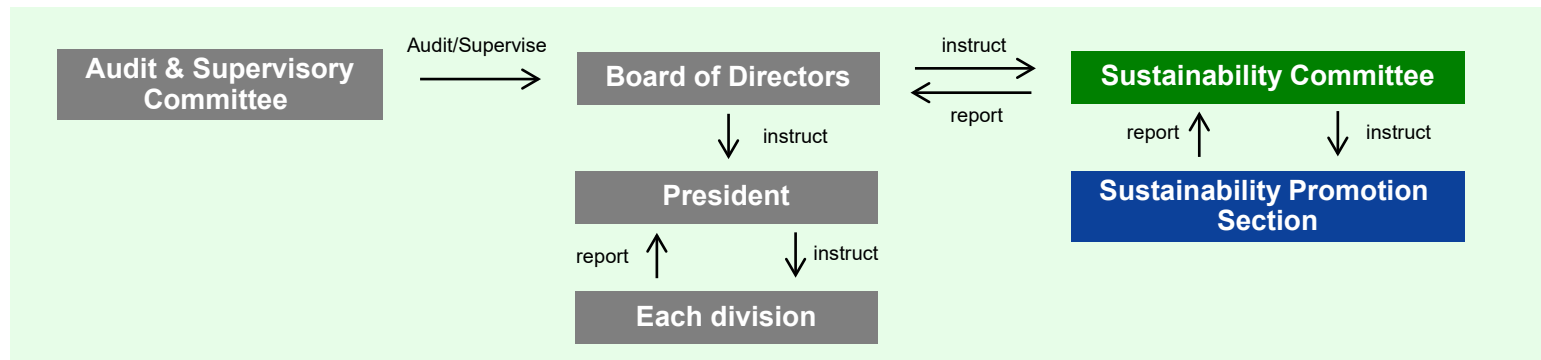 Audit & Supervisory
Committee
Audit/Supervise
Board of Directors
instruct
report
Sustainability Committee
instruct
report
instruct
President
Sustainability Promotion
Section
report
instruct
Each division